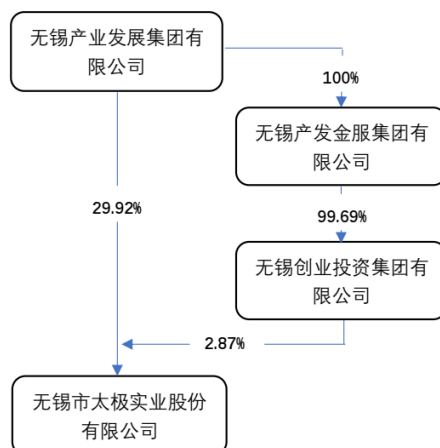 无锡产业发展集团有
限公司
100%
无锡产发金服集团有
限公司
29.92%
99.69%
无锡创业投资集团有
限公司
2.87%
无锡市太极实业股份
有限公司